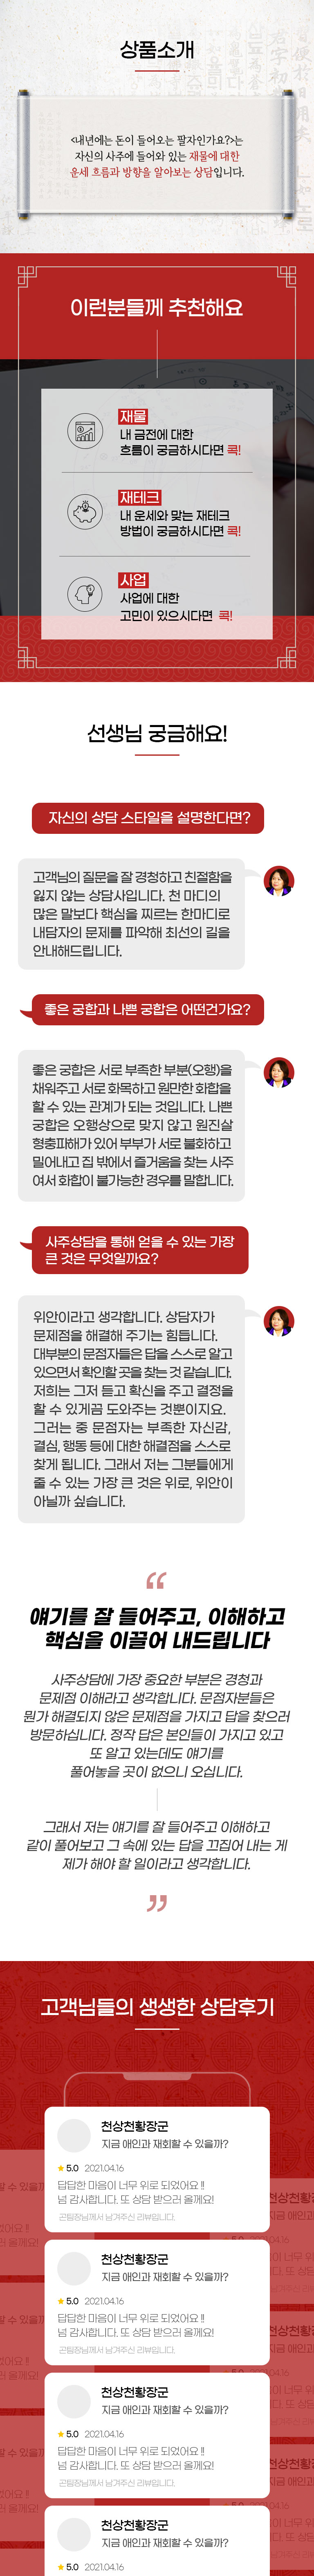 상품소개
<내년에는 돈이 들어오는 팔자인가요?>는
자신의 사주에 들어와 있는 재물에 대한
운세 흐름과 방향을 알아보는 상담입니다.
이런분들께 추천해요
재물
내 금전에 대한
흐름이 궁금하시다면 콕!
재테크
내 운세와 맞는 재테크
방법이 궁금하시다면 콕!
사업
사업에 대한
고민이 있으시다면 콕!
선생님 궁금해요!
자신의 상담 스타일을 설명한다면?
고객님의 질문을 잘 경청하고 친절함을
잃지 않는 상담사입니다. 천 마디의
많은 말보다 핵심을 찌르는 한마디로
내담자의 문제를 파악해 최선의 길을
안내해드립니다.
좋은 궁합과 나쁜 궁합은 어떤건가요?
좋은 궁합은 서로 부족한 부분(오행)을
채워주고 서로 화목하고 원만한 화합을
할 수 있는 관계가 되는 것입니다. 나쁜
궁합은 오행상으로 맞지 않고 원진살
형충파해가 있어 부부가 서로 불화하고
밀어내고 집 밖에서 즐거움을 찾는 사주
여서 화합이 불가능한 경우를 말합니다.
사주상담을 통해 얻을 수 있는 가장
큰 것은 무엇일까요?
위안이라고 생각합니다. 상담자가
문제점을 해결해 주기는 힘듭니다.
대부분의 문점자들은 답을 스스로 알고
있으면서 확인할 곳을 찾는 것 같습니다.
저희는 그저 듣고 확신을 주고 결정을
할 수 있게끔 도와주는 것뿐이지요.
그러는 중 문점자는 부족한 자신감,
결심, 행동 등에 대한 해결점을 스스로
찾게 됩니다. 그래서 저는 그분들에게
줄 수 있는 가장 큰 것은 위로, 위안이
아닐까 싶습니다.
“
얘기를 잘 들어주고, 이해하고
핵심을 이끌어 내드립니다
사주상담에 가장 중요한 부분은 경청과
문제점 이해라고 생각합니다. 문점자분들은
뭔가 해결되지 않은 문제점을 가지고 답을 찾으러
방문하십니다. 정작 답은 본인들이 가지고 있고
또 알고 있는데도 얘기를
풀어놓을 곳이 없으니 오십니다.
그래서 저는 얘기를 잘 들어주고 이해하고
같이 풀어보고 그 속에 있는 답을 끄집어 내는 게
제가 해야 할 일이라고 생각합니다.
”
고객님들의 생생한 상담후기
천상천황장군
지금 애인과 재회할 수 있을까?
5.0 2021.04.16
답답한 마음이 너무 위로 되었어요 !!
넘 감사합니다. 또 상담 받으러 올께요!
곤팀장님께서 남겨주신 리뷰입니다.
천상천황장군
지금 애인과 재회할 수 있을까?
5.0 2021.04.16
답답한 마음이 너무 위로 되었어요 !!
넘 감사합니다. 또 상담 받으러 올께요!
곤팀장님께서 남겨주신 리뷰입니다.
천상천황장군
지금 애인과 재회할 수 있을까?
5.0 2021.04.16
답답한 마음이 너무 위로 되었어요 !!
넘 감사합니다. 또 상담 받으러 올께요!
곤팀장님께서 남겨주신 리뷰입니다.
천상천황장군
지금 애인과 재회할 수 있을까?
5.0 2021.04.16